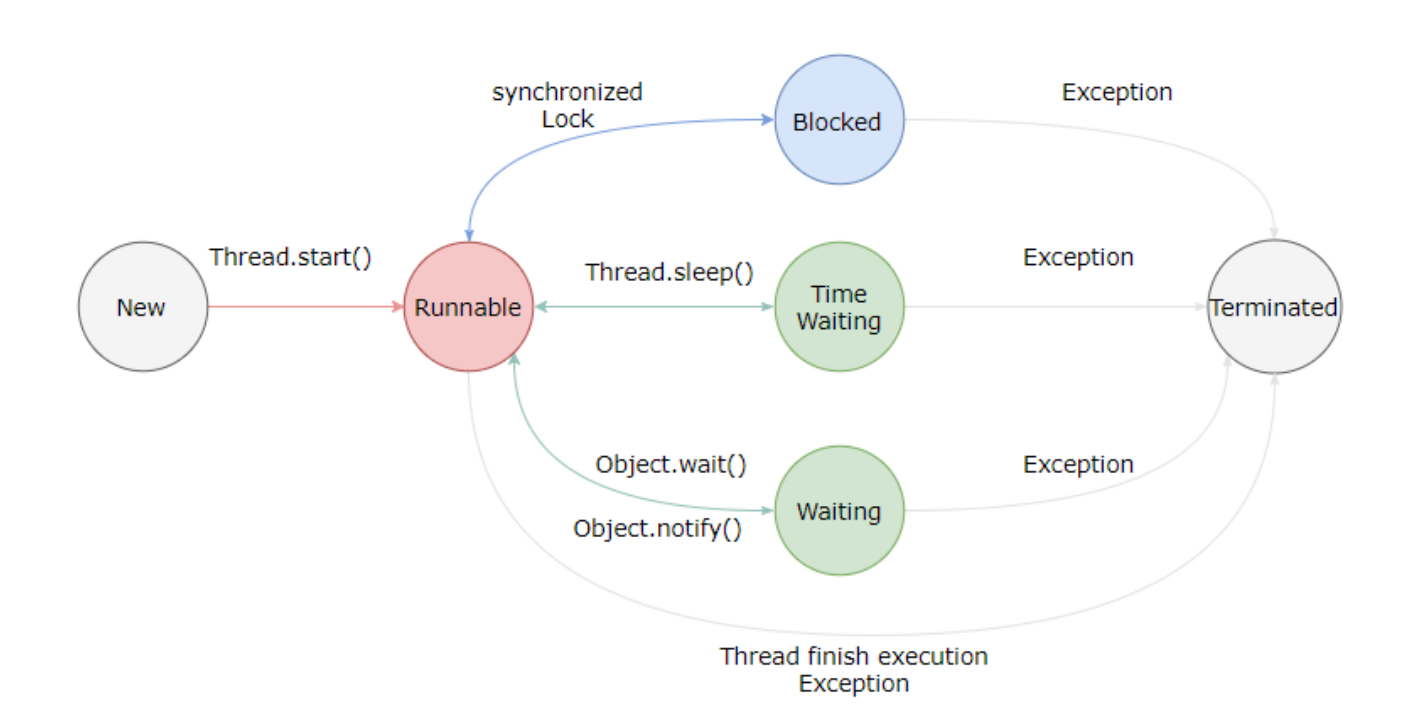 synchronized
Lock
Blocked
Exception
Thread.start()
Thread.sleep()
Exception
New
Runnable
Time
Waiting
Terminated
Object.wait()
Exception
Waiting
Object.notify()
Thread finish execution
Exception